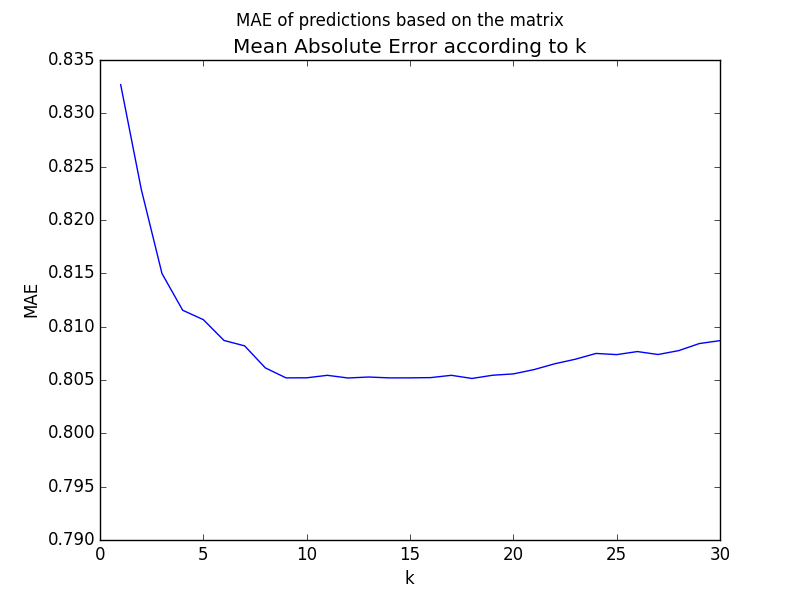 MAE of predictions based on the matrix
Mean Absolute Error according to k
0.835
0.830
0.825
0.820
0.815
0.810
0.805
0.800
0.795
0.790
MAE
0 5 10 15 20 25 30
k